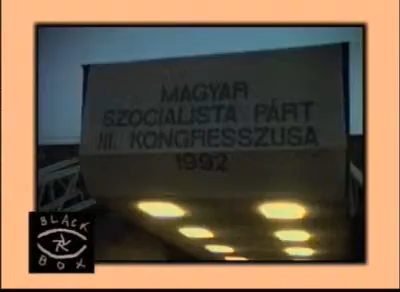 MAGYAR
SZOCIALISTA PÁRT
III. KONGRESSZUSA
1992
BLACK
BOX